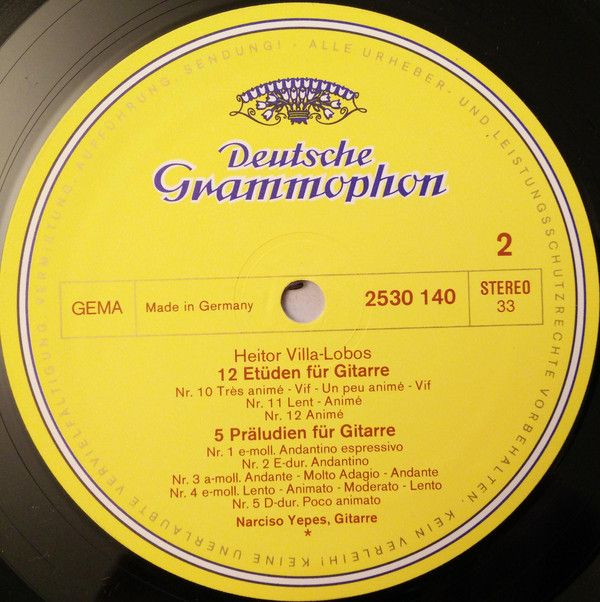 Deutsche
Grammophon
2
GEMA
Made in Germany
2530 140
STEREO
33
Heitor Villa-Lobos
12 Etüden für Gitarre
Nr. 10 Très animé - Vif - Un peu animé - Vif
Nr. 11 Lent - Animé
Nr. 12 Animé
5 Präludien für Gitarre
Nr. 1 e-moll. Andantino espressivo
Nr. 2 E-dur. Andantino
Nr. 3 a-moll. Andante - Molto Adagio - Andante
Nr. 4 e-moll. Lento - Animato - Moderato - Lento
Nr. 5 D-dur. Poco animato
Narciso Yepes, Gitarre
*
ALLE URHEBER- UND LEISTUNGSSCHUTZRECHTE VORBEHALTEN. KEIN VERLEIH! KEINE UNERLAUBTE VERVIELFÄLTIGUNG, VERMIETUNG, AUFFÜHRUNG, SENDUNG! -